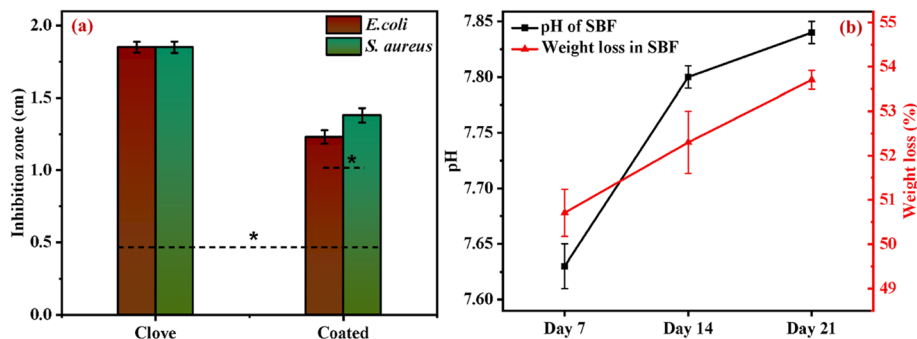 (a)
E.coli
S. aureus
Inhibition zone (cm)
2.0
1.5
1.0
0.5
0.0
*
*
Clove
Coated
(b)
pH of SBF
Weight loss in SBF
pH
7.85
7.80
7.75
7.70
7.65
7.60
Weight loss (%)
55
54
53
52
51
50
49
Day 7
Day 14
Day 21